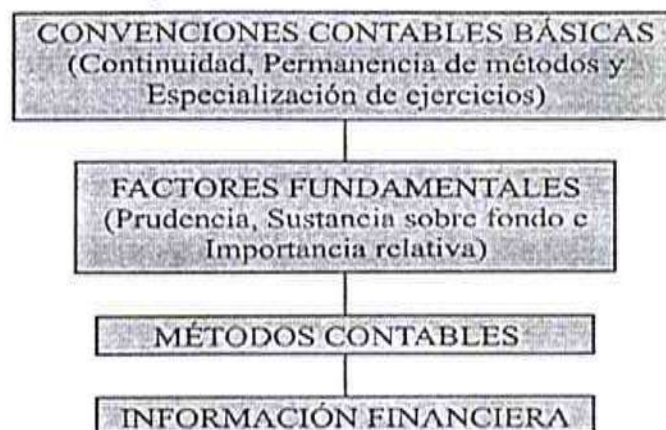 CONVENCIONES CONTABLES BÁSICAS
(Continuidad, Permanencia de métodos y
Especialización de ejercicios)
FACTORES FUNDAMENTALES
(Prudencia, Sustancia sobre fondo e
Importancia relativa)
MÉTODOS CONTABLES
INFORMACIÓN FINANCIERA